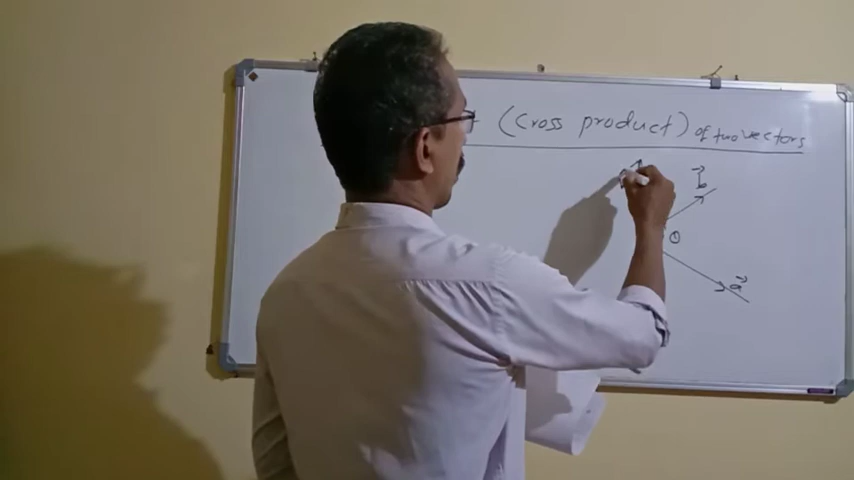 (Cross product) of two vectors
b
θ
a